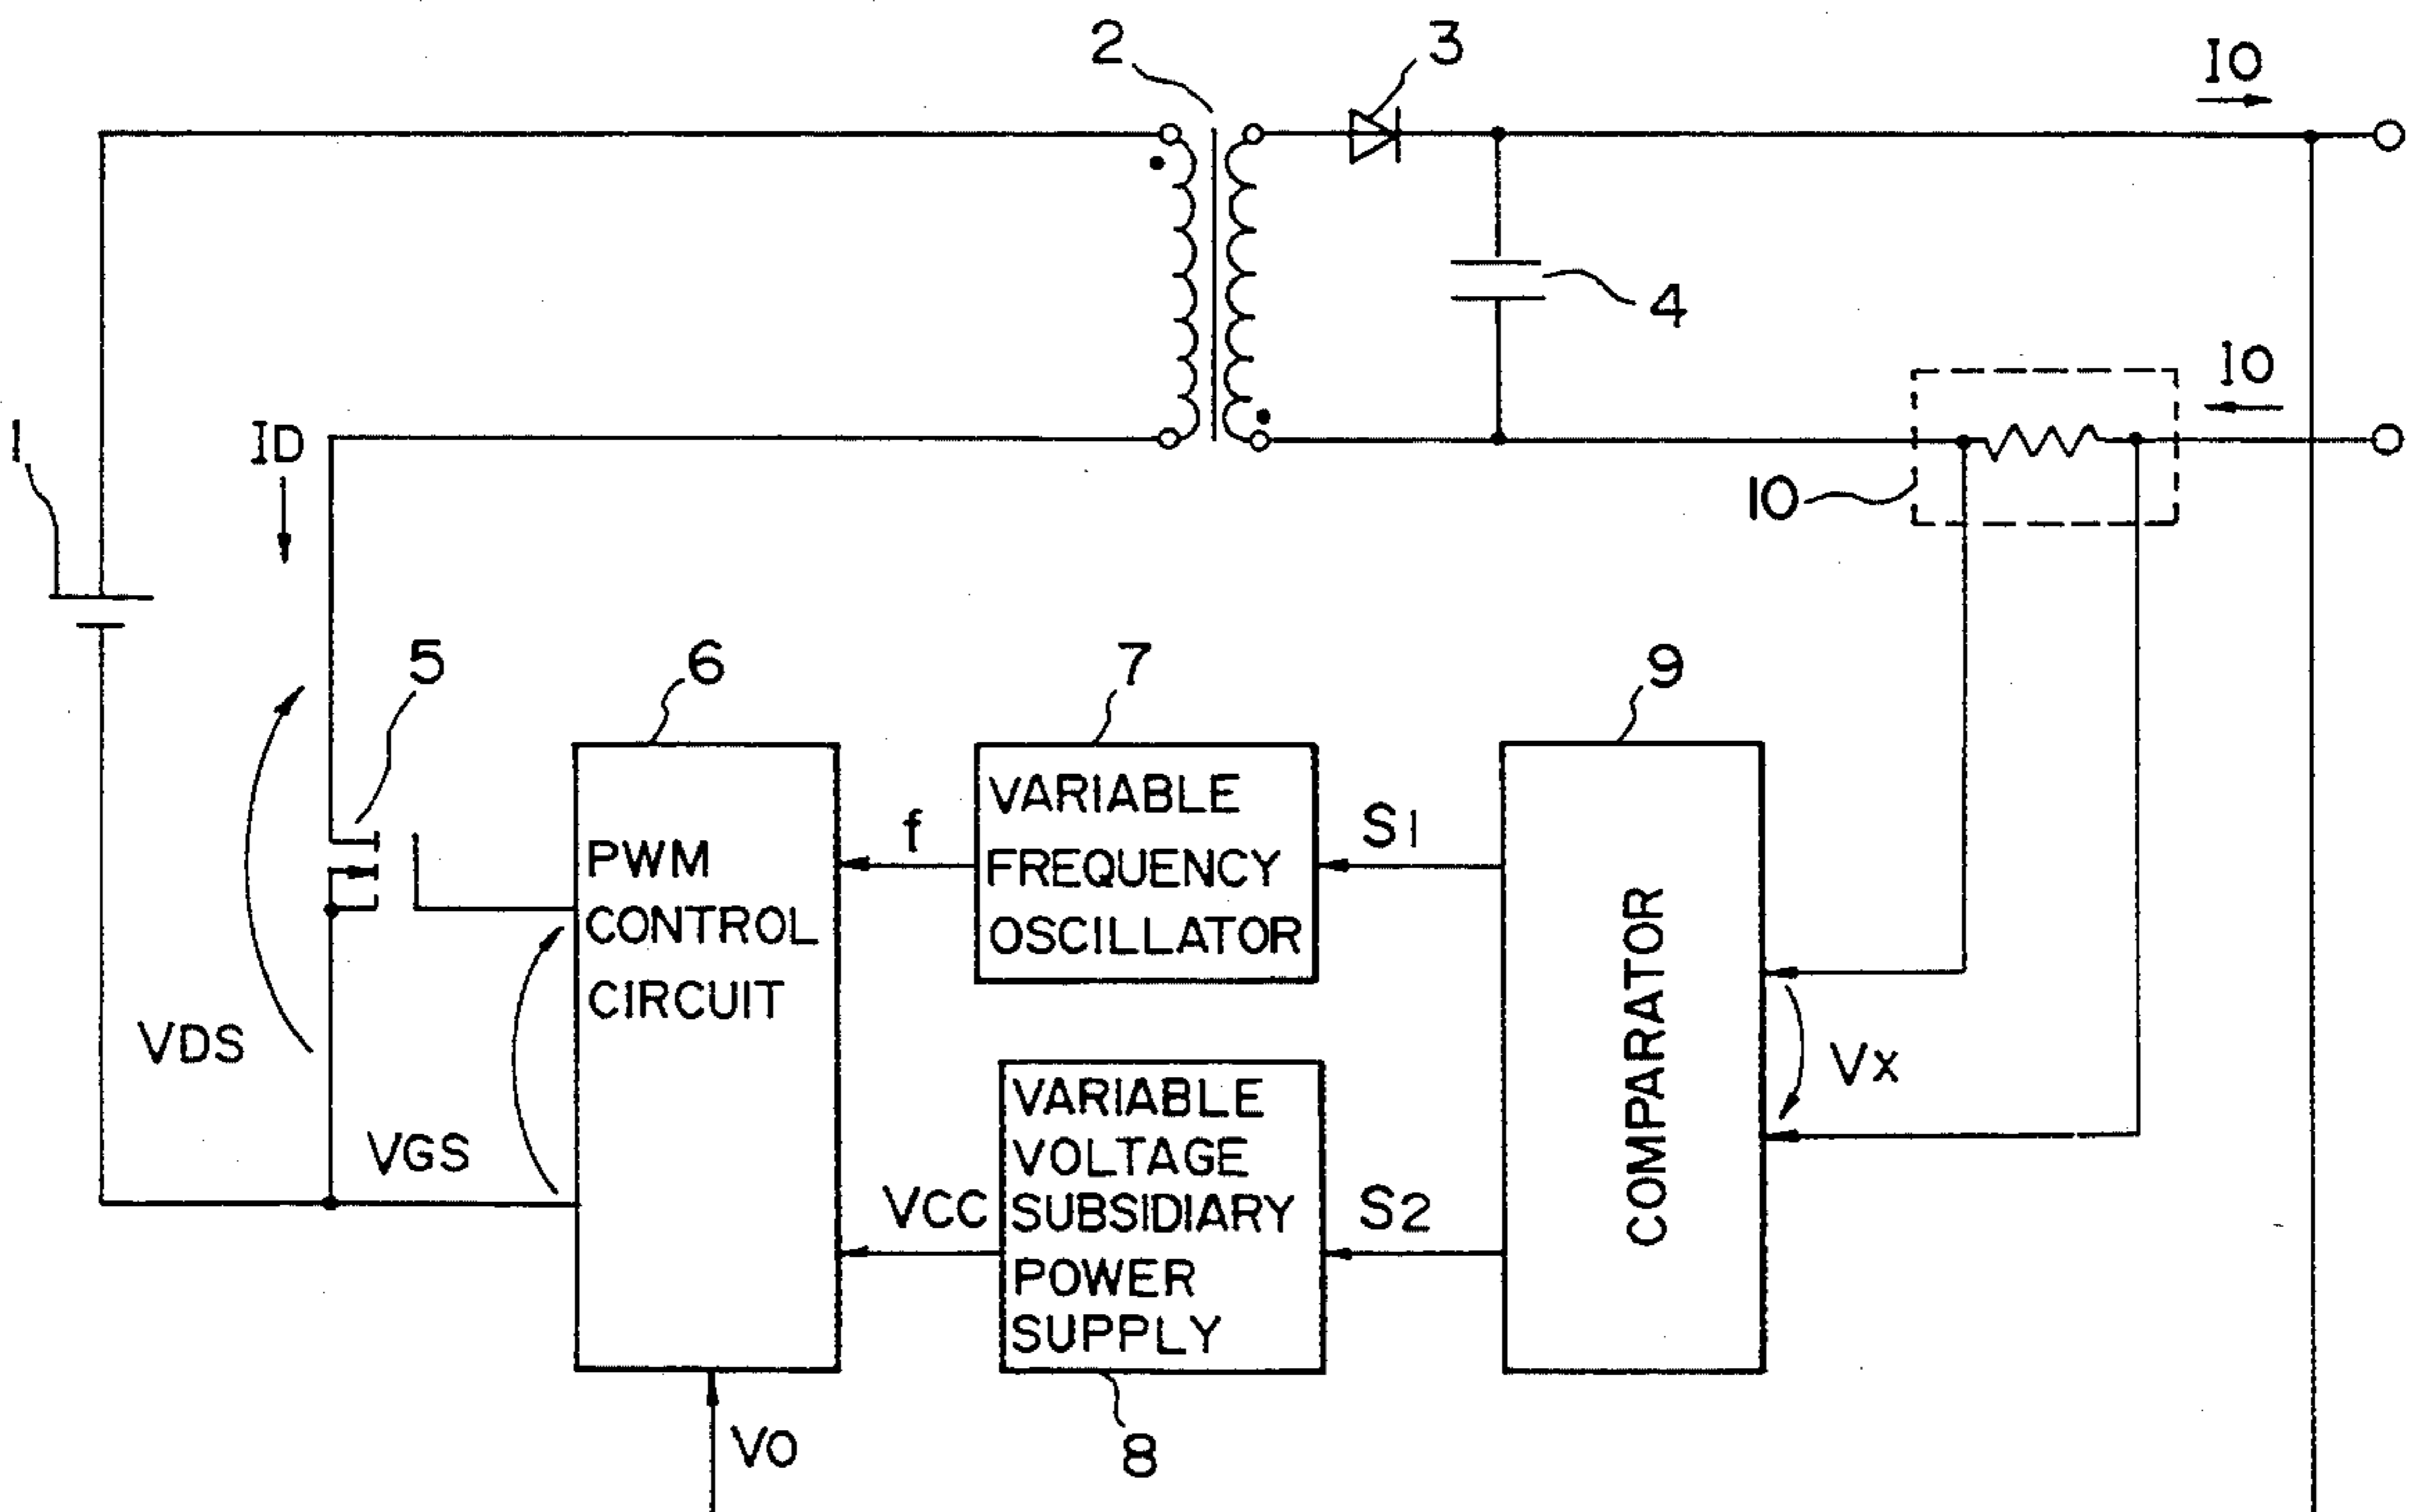 2
3
IO
4
IO
10
1
ID
5
6
7
9
VARIABLE
FREQUENCY
OSCILLATOR
PWM
CONTROL
CIRCUIT
f
S1
COMPARATOR
VDS
VGS
VX
VARIABLE
VOLTAGE
SUBSIDIARY
POWER
SUPPLY
VCC
S2
8
VO